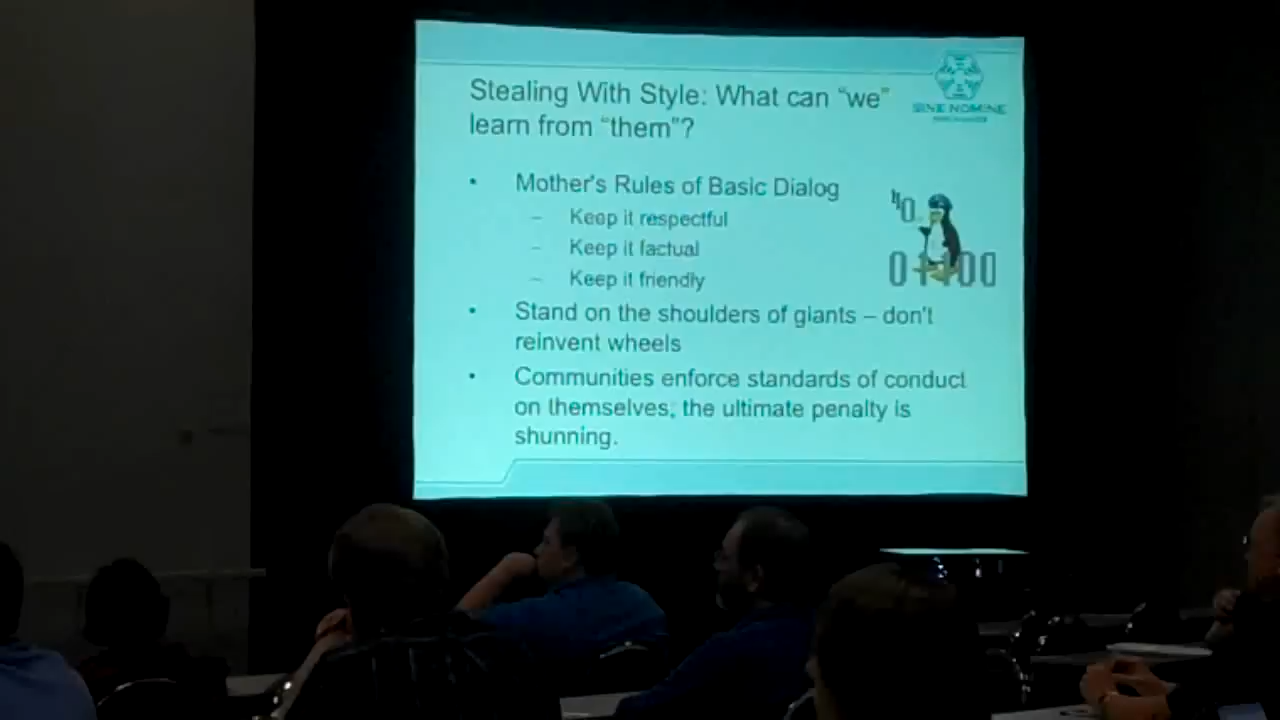 Stealing With Style: What can “we”
learn from “them”?
SINE NOMINE
• Mother's Rules of Basic Dialog
– Keep it respectful
– Keep it factual
– Keep it friendly
• Stand on the shoulders of giants – don't
reinvent wheels
• Communities enforce standards of conduct
on themselves; the ultimate penalty is
shunning.
01100